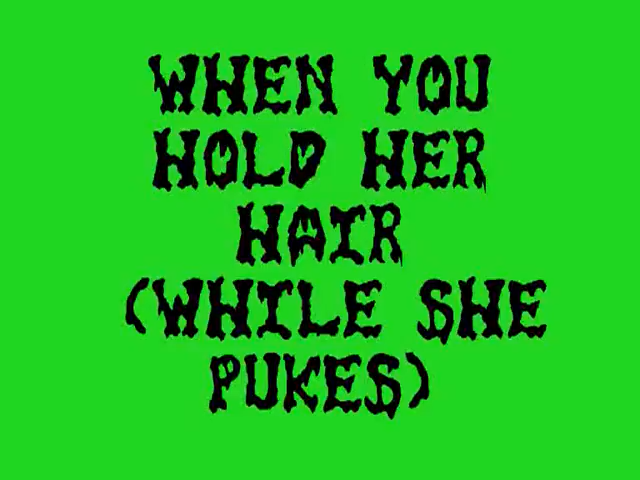 WHEN YOU
HOLD HER
HAIR
(WHILE SHE
PUKES)